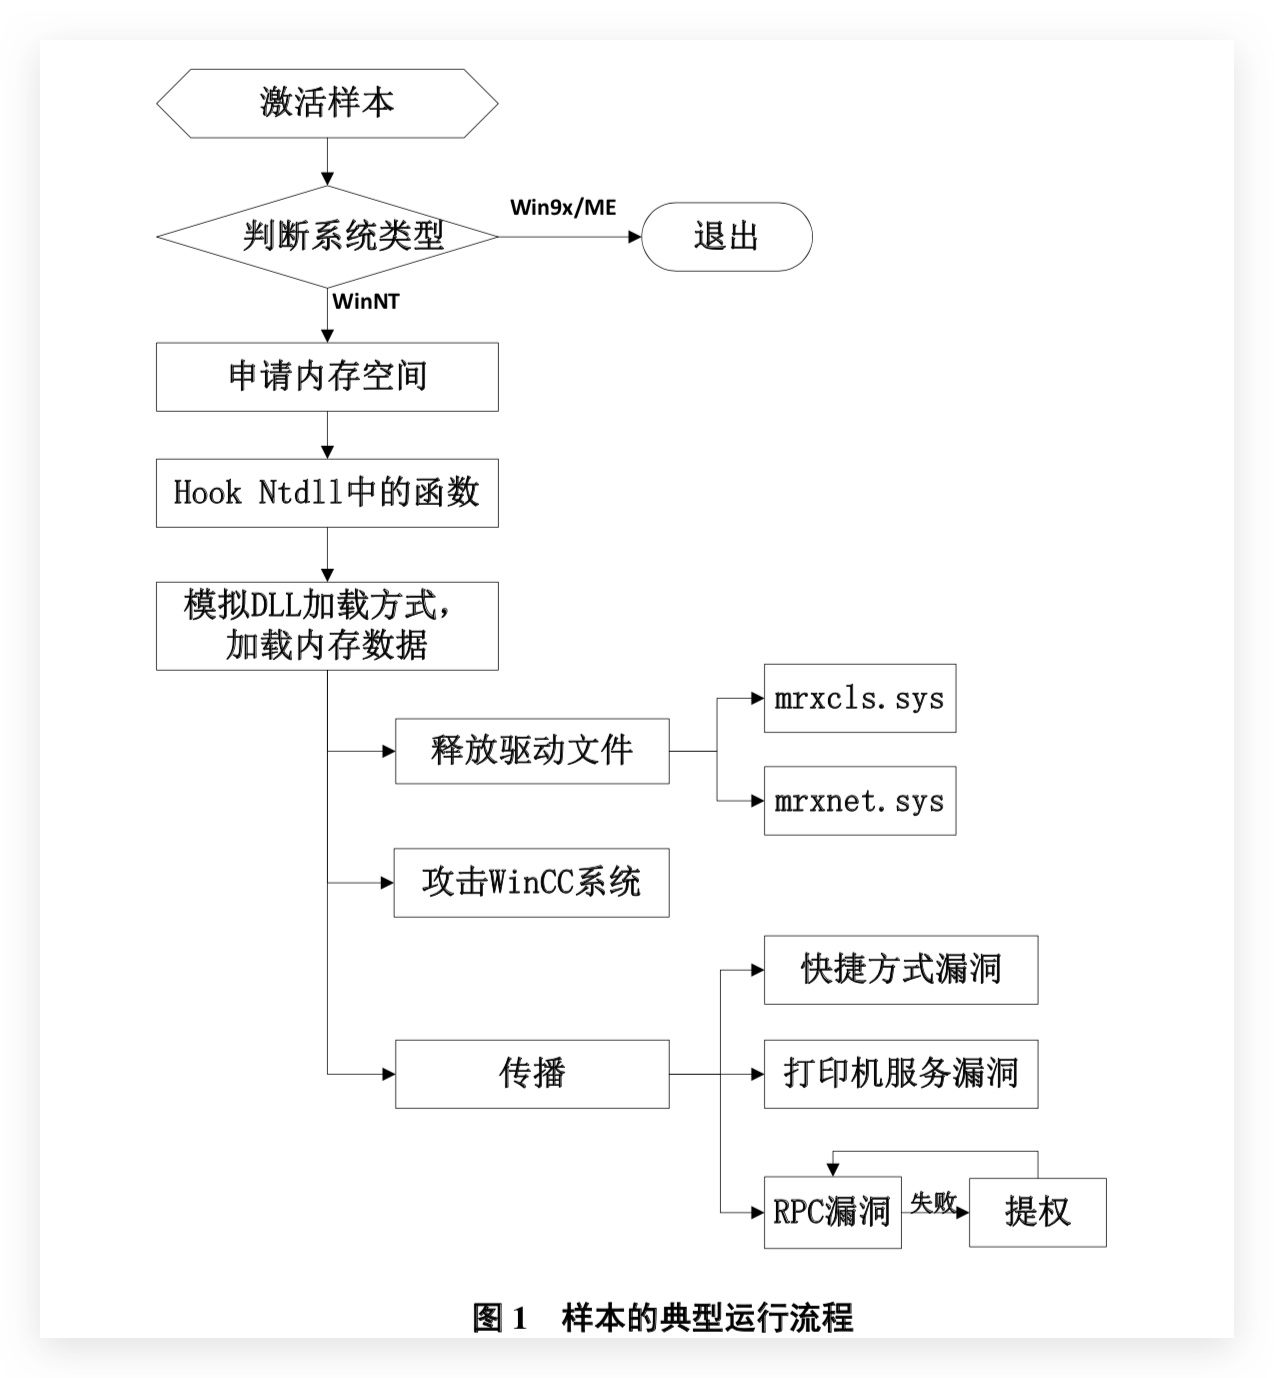 激活样本
判断系统类型
Win9x/ME
退出
WinNT
申请内存空间
Hook Ntdll中的函数
模拟DLL加载方式，
加载内存数据
释放驱动文件
mrxcls.sys
mrxnet.sys
攻击WinCC系统
传播
快捷方式漏洞
打印机服务漏洞
RPC漏洞
失败
提权
图 1 样本的典型运行流程